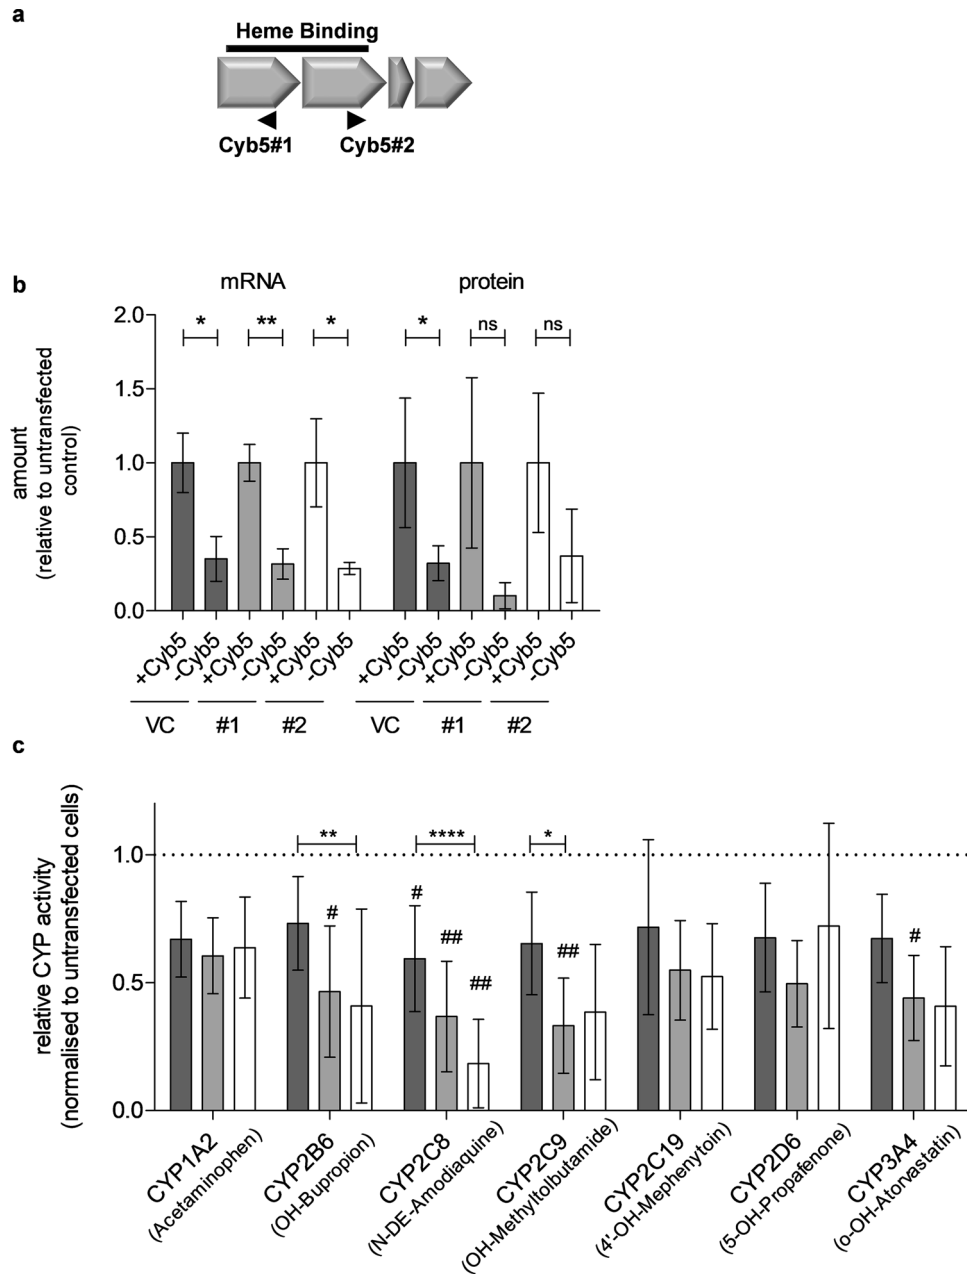 a
Heme Binding
Cyb5#1 Cyb5#2
b
mRNA protein
* ** * * ns ns
amount
(relative to untransfected
control)
2.0
1.5
1.0
0.5
0.0
+Cyb5 -Cyb5 +Cyb5 -Cyb5 +Cyb5 -Cyb5 +Cyb5 -Cyb5 +Cyb5 -Cyb5 +Cyb5 -Cyb5
VC #1 #2 VC #1 #2
c
relative CYP activity
(normalised to untransfected cells)
** **** *
1.0
# # ## ## ## #
0.5
0.0
CYP1A2
(Acetaminophen)
CYP2B6
(OH-Bupropion)
CYP2C8
(N-DE-Amodiaquine)
CYP2C9
(OH-Methyltolbutamide)
CYP2C19
(4'-OH-Mephenytoin)
CYP2D6
(5-OH-Propafenone)
CYP3A4
(o-OH-Atorvastatin)